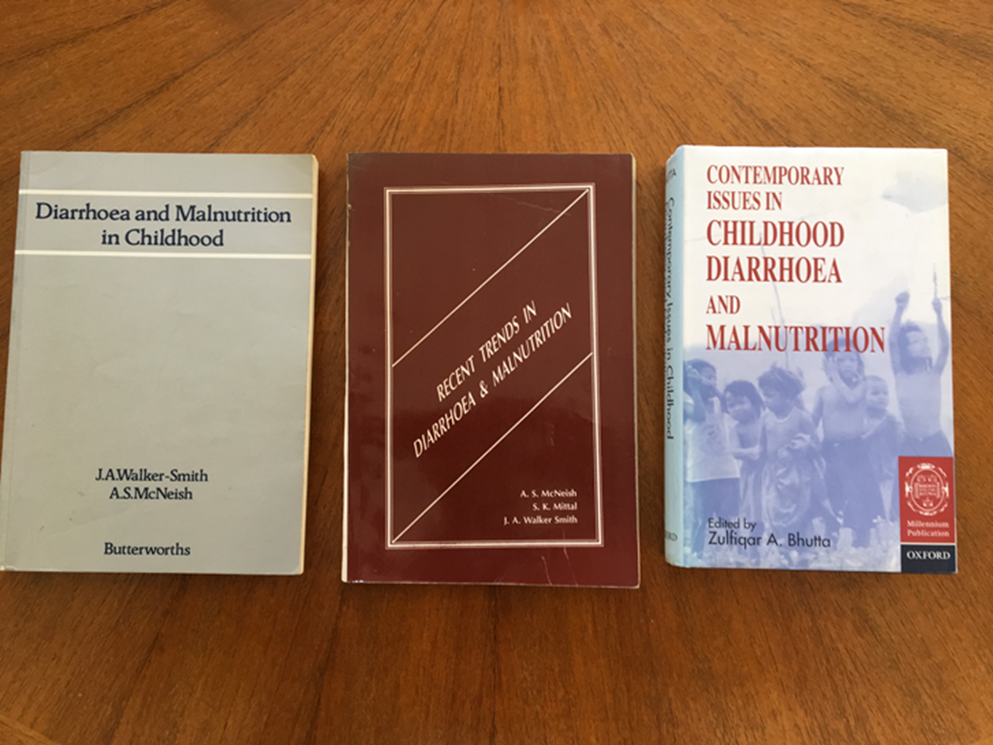 Diarrhoea and Malnutrition
in Childhood
J.A.Walker-Smith
A.S.McNeish
Butterworths
RECENT TRENDS IN
DIARRHOEA & MALNUTRITION
A. S. McNeish
S. K. Mittal
J. A. Walker Smith
Contemporary Issues in Childhood
CONTEMPORARY
ISSUES IN
CHILDHOOD
DIARRHOEA
AND
MALNUTRITION
Edited by
Zulfiqar A. Bhutta
Millennium
Publication
OXFORD